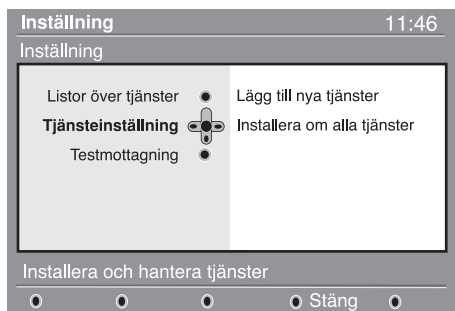 Inställning 11:46
Inställning
Listor över tjänster Lägg till nya tjänster
Tjänsteinställning Installera om alla tjänster
Testmottagning
Installera och hantera tjänster
Stäng